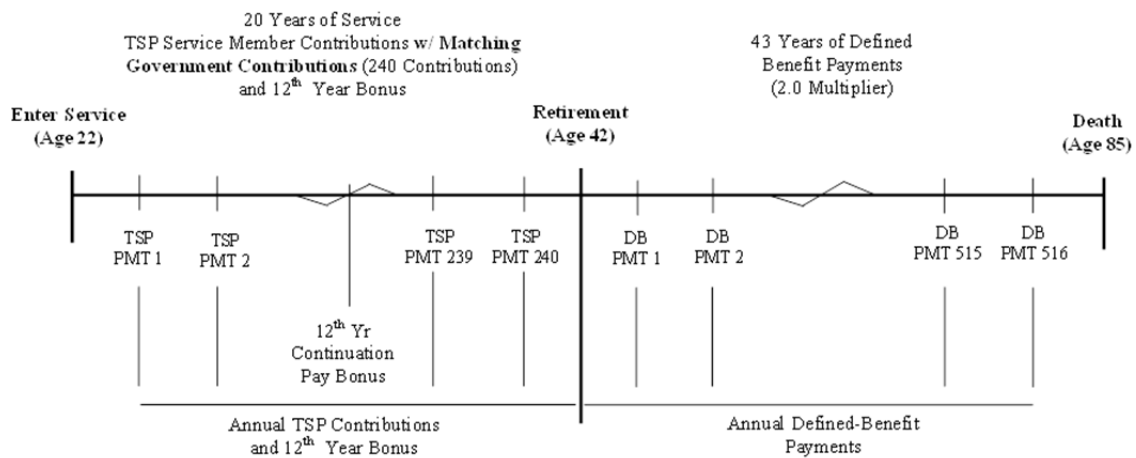 20 Years of Service
TSP Service Member Contributions w/ Matching
Government Contributions (240 Contributions)
and 12th Year Bonus
43 Years of Defined
Benefit Payments
(2.0 Multiplier)
Enter Service
(Age 22)
Retirement
(Age 42)
Death
(Age 85)
TSP
PMT 1
TSP
PMT 2
TSP
PMT 239
TSP
PMT 240
DB
PMT 1
DB
PMT 2
DB
PMT 515
DB
PMT 516
12th Yr
Continuation
Pay Bonus
Annual TSP Contributions
and 12th Year Bonus
Annual Defined-Benefit
Payments